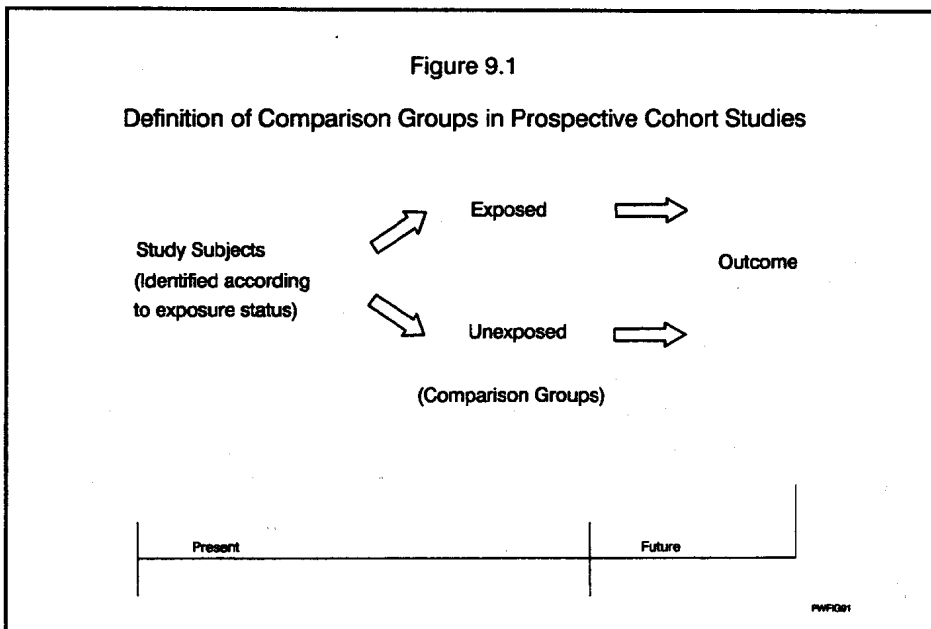 Figure 9.1
Definition of Comparison Groups in Prospective Cohort Studies
Exposed
Study Subjects
(Identified according
to exposure status)
Outcome
Unexposed
(Comparison Groups)
Present
Future
PWFIG91